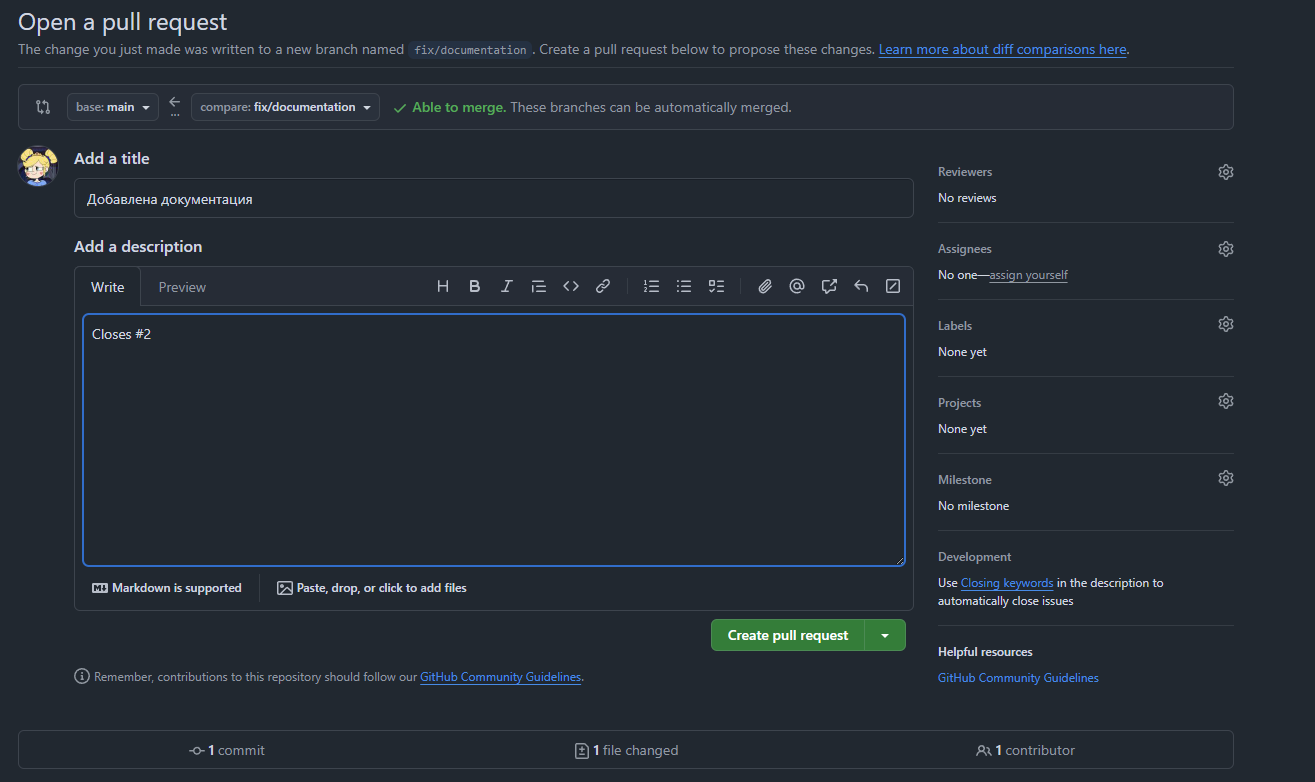 Open a pull request
The change you just made was written to a new branch named fix/documentation . Create a pull request below to propose these changes. Learn more about diff comparisons here.
base: main
...
compare: fix/documentation
Able to merge. These branches can be automatically merged.
Add a title
Добавлена документация
Add a description
Write Preview
Closes #2
Markdown is supported
Paste, drop, or click to add files
Create pull request
Remember, contributions to this repository should follow our GitHub Community Guidelines.
Reviewers
No reviews
Assignees
No one—assign yourself
Labels
None yet
Projects
None yet
Milestone
No milestone
Development
Use Closing keywords in the description to
automatically close issues
Helpful resources
GitHub Community Guidelines
1 commit
1 file changed
1 contributor